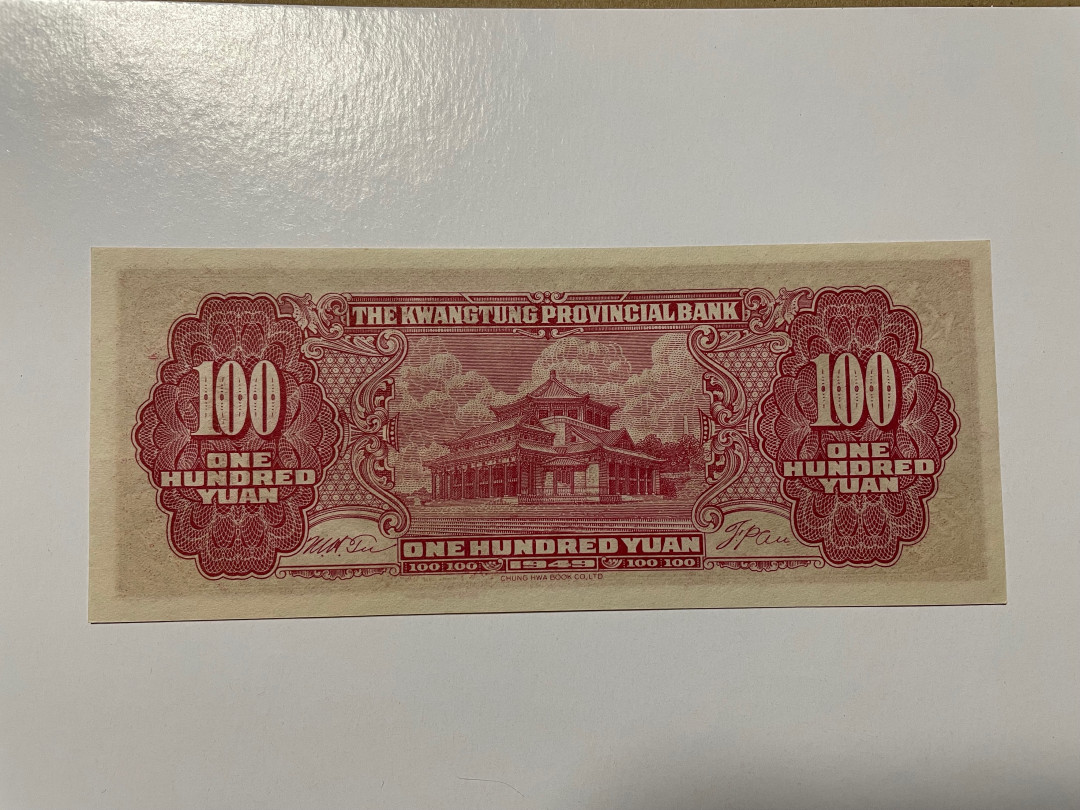 THE KWANGTUNG PROVINCIAL BANK
100
ONE
HUNDRED
YUAN
100
ONE
HUNDRED
YUAN
ONE HUNDRED YUAN
100 100 1949 100 100
CHUNG HWA BOOK CO, LTD